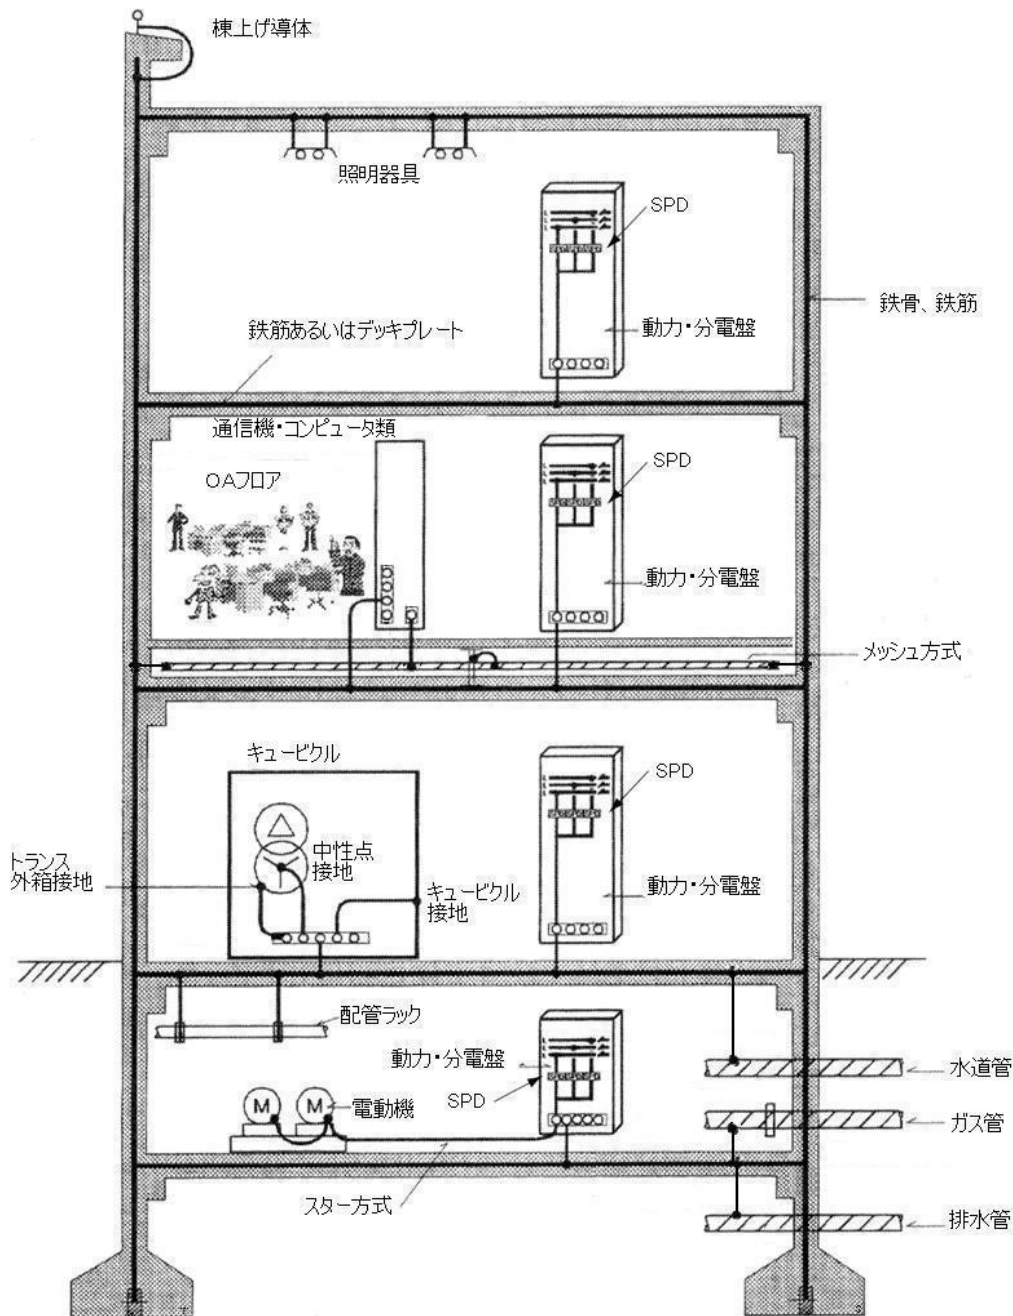 棟上げ導体
照明器具
SPD
鉄骨、鉄筋
動力・分電盤
鉄筋あるいはデッキプレート
通信機・コンピュータ類
SPD
OAフロア
動力・分電盤
メッシュ方式
キュービクル
SPD
中性点
接地
トランス
外箱接地
動力・分電盤
キュービクル
接地
配管ラック
動力・分電盤
水道管
SPD
M
M
電動機
ガス管
スター方式
排水管